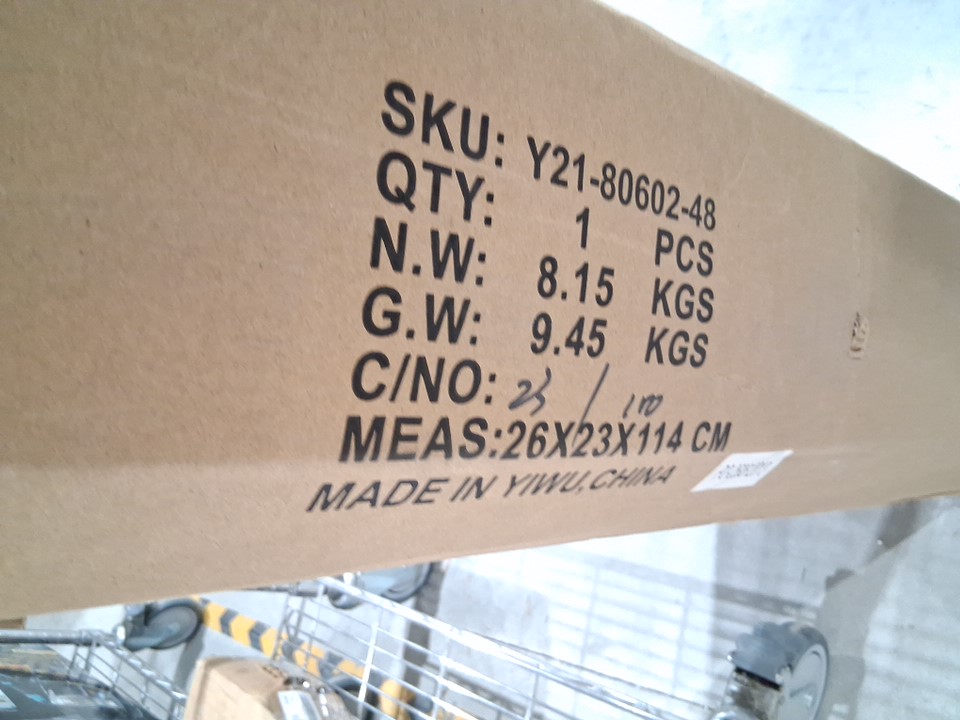 SKU: Y21-80602-48
QTY: 1 PCS
N.W: 8.15 KGS
G.W: 9.45 KGS
C/NO: 23 / 100
MEAS:26X23X114 CM
MADE IN YIWU,CHINA